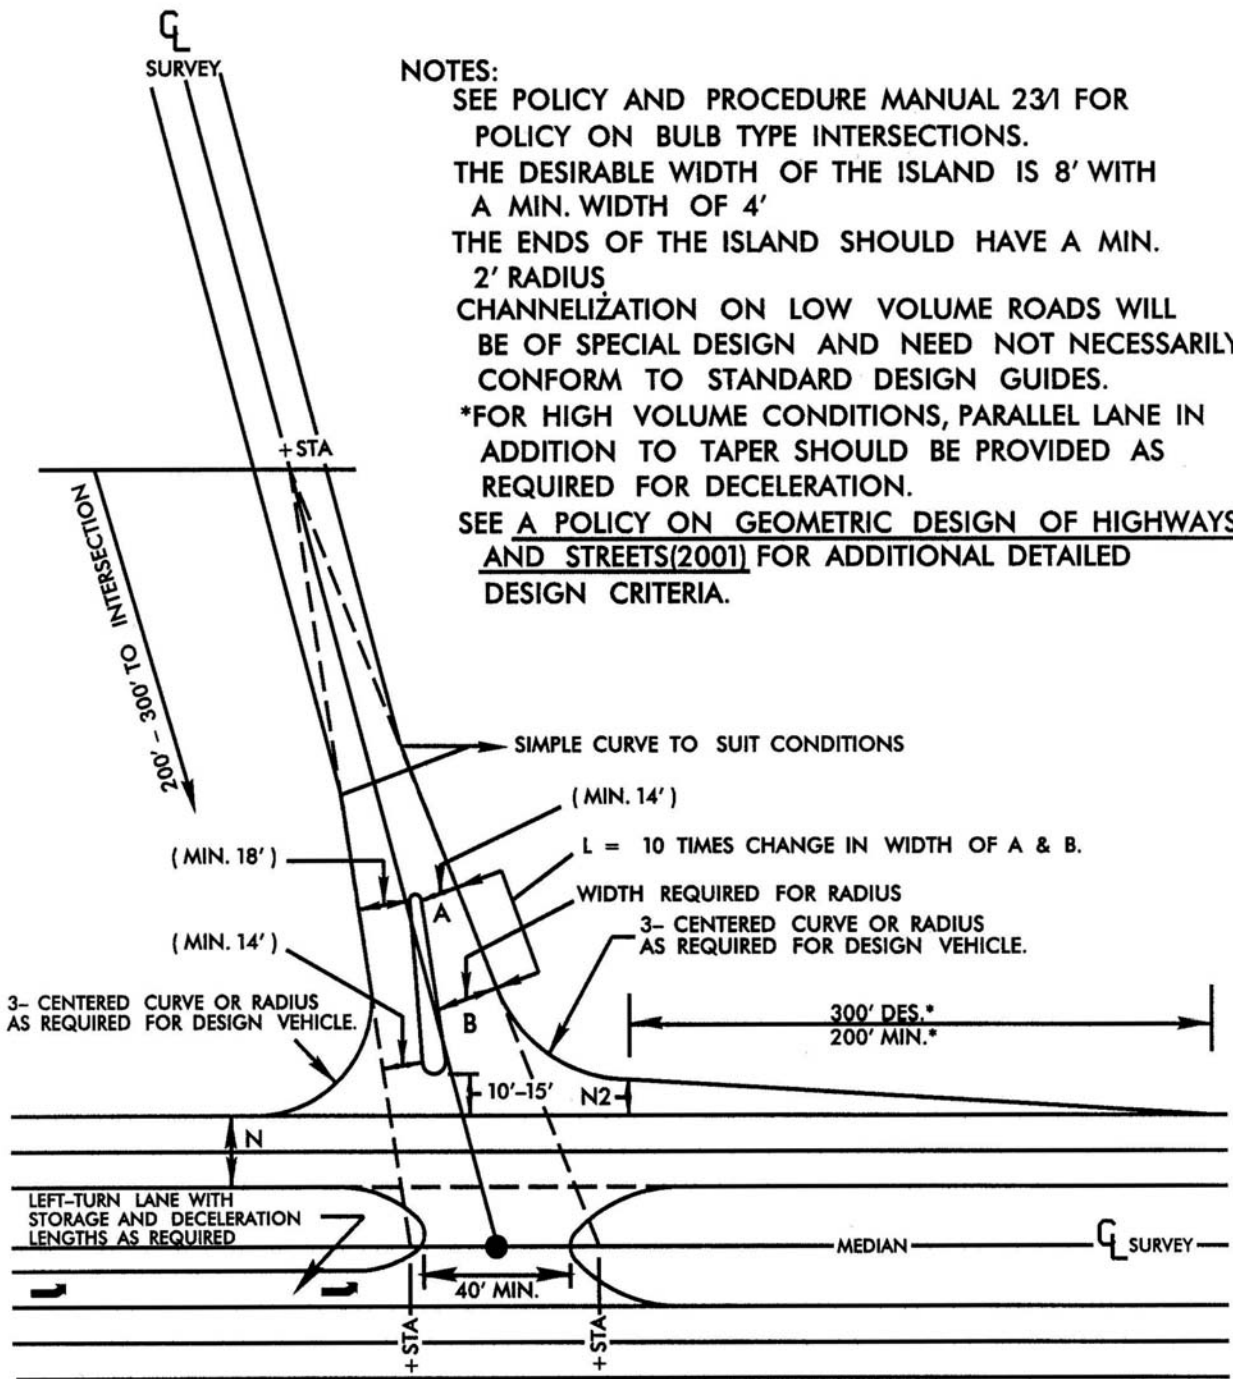 CL
SURVEY
NOTES:
SEE POLICY AND PROCEDURE MANUAL 23/1 FOR
POLICY ON BULB TYPE INTERSECTIONS.
THE DESIRABLE WIDTH OF THE ISLAND IS 8' WITH
A MIN. WIDTH OF 4'
THE ENDS OF THE ISLAND SHOULD HAVE A MIN.
2' RADIUS
CHANNELIZATION ON LOW VOLUME ROADS WILL
BE OF SPECIAL DESIGN AND NEED NOT NECESSARILY
CONFORM TO STANDARD DESIGN GUIDES.
*FOR HIGH VOLUME CONDITIONS, PARALLEL LANE IN
ADDITION TO TAPER SHOULD BE PROVIDED AS
REQUIRED FOR DECELERATION.
SEE A POLICY ON GEOMETRIC DESIGN OF HIGHWAYS
AND STREETS(2001) FOR ADDITIONAL DETAILED
DESIGN CRITERIA.
+ STA
200' - 300' TO INTERSECTION
SIMPLE CURVE TO SUIT CONDITIONS
( MIN. 14' )
L = 10 TIMES CHANGE IN WIDTH OF A & B.
( MIN. 18' )
WIDTH REQUIRED FOR RADIUS
A
3- CENTERED CURVE OR RADIUS
AS REQUIRED FOR DESIGN VEHICLE.
( MIN. 14' )
3- CENTERED CURVE OR RADIUS
AS REQUIRED FOR DESIGN VEHICLE.
B
300' DES.*
200' MIN.*
10'-15'
N2
N
LEFT-TURN LANE WITH
STORAGE AND DECELERATION
LENGTHS AS REQUIRED
MEDIAN
CL SURVEY
40' MIN.
+ STA
+ STA